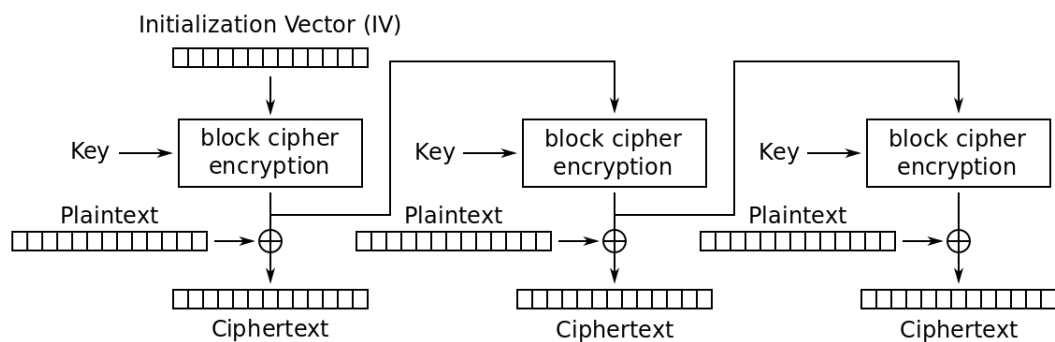 Initialization Vector (IV)
Key
block cipher
encryption
Key
block cipher
encryption
Key
block cipher
encryption
Plaintext
Plaintext
Plaintext
Ciphertext
Ciphertext
Ciphertext